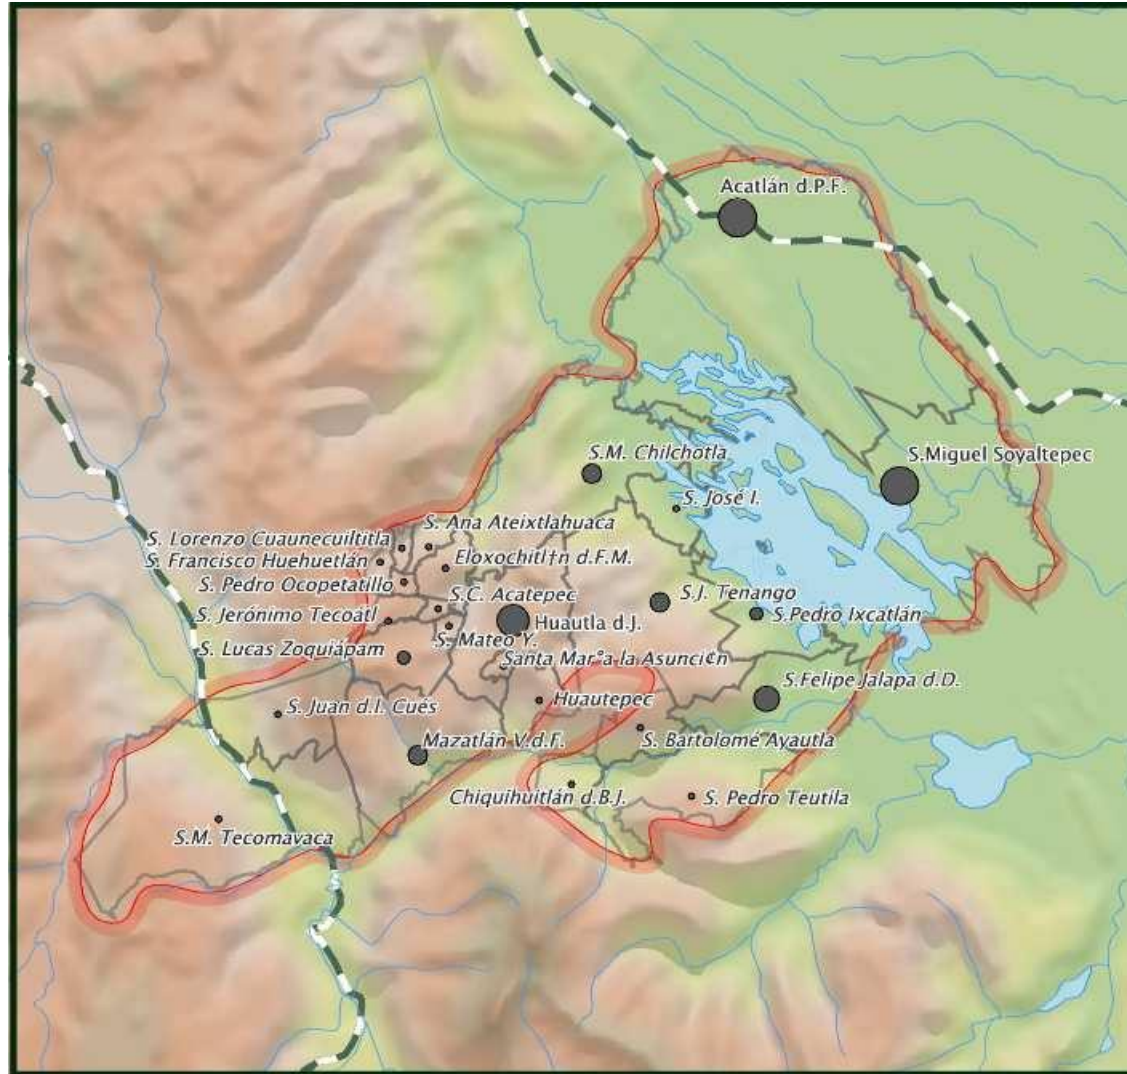 Acatlán d.P.F.
S.M. Chilchotla
S.Miguel Soyaltepec
S. José I.
S. Ana Ateixtlahuaca
S. Lorenzo Cuaunecuiltitla
S. Francisco Huehuetlán
Eloxochitl†n d.F.M.
S. Pedro Ocopetatillo
S.C. Acatepec
S.J. Tenango
S. Jerónimo Tecoátl
Huautla d.J.
S.Pedro Ixcatlán
S. Mateo Y.
S. Lucas Zoquiápam
Santa Mar°a la Asunci¢n
S.Felipe Jalapa d.D.
S. Juan d.l. Cués
Huautepec
Mazatlán V.d.F.
S. Bartolomé Ayautla
Chiquihuitlán d.B.J.
S. Pedro Teutila
S.M. Tecomavaca